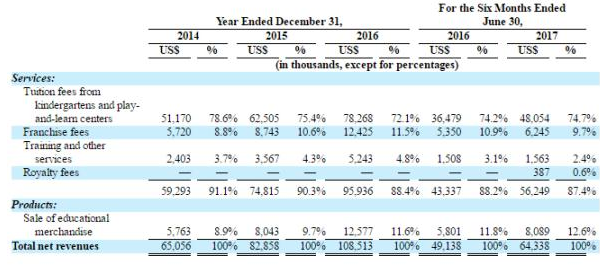 For the Six Months Ended
Year Ended December 31, June 30,
2014 2015 2016 2016 2017
US$ % US$ % US$ % US$ % US$ %
(in thousands, except for percentages)
Services:
Tuition fees from
kindergartens and play-
and-learn centers 51,170 78.6% 62,505 75.4% 78,268 72.1% 36,479 74.2% 48,054 74.7%
Franchise fees 5,720 8.8% 8,743 10.6% 12,425 11.5% 5,350 10.9% 6,245 9.7%
Training and other
services 2,403 3.7% 3,567 4.3% 5,243 4.8% 1,508 3.1% 1,563 2.4%
Royalty fees — — — — — — — — 387 0.6%
59,293 91.1% 74,815 90.3% 95,936 88.4% 43,337 88.2% 56,249 87.4%
Products:
Sale of educational
merchandise 5,763 8.9% 8,043 9.7% 12,577 11.6% 5,801 11.8% 8,089 12.6%
Total net revenues 65,056 100% 82,858 100% 108,513 100% 49,138 100% 64,338 100%